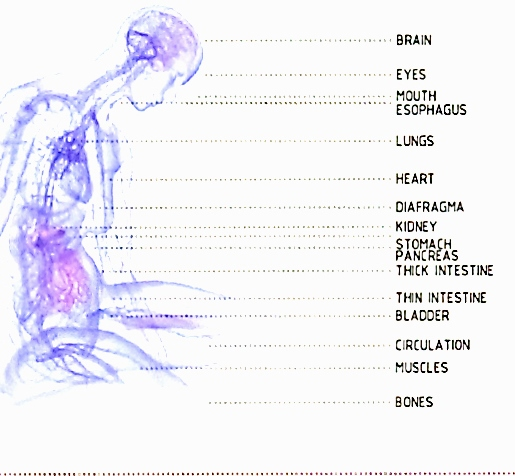 BRAIN
EYES
MOUTH
ESOPHAGUS
LUNGS
HEART
DIAFRAGMA
KIDNEY
STOMACH
PANCREAS
THICK INTESTINE
THIN INTESTINE
BLADDER
CIRCULATION
MUSCLES
BONES